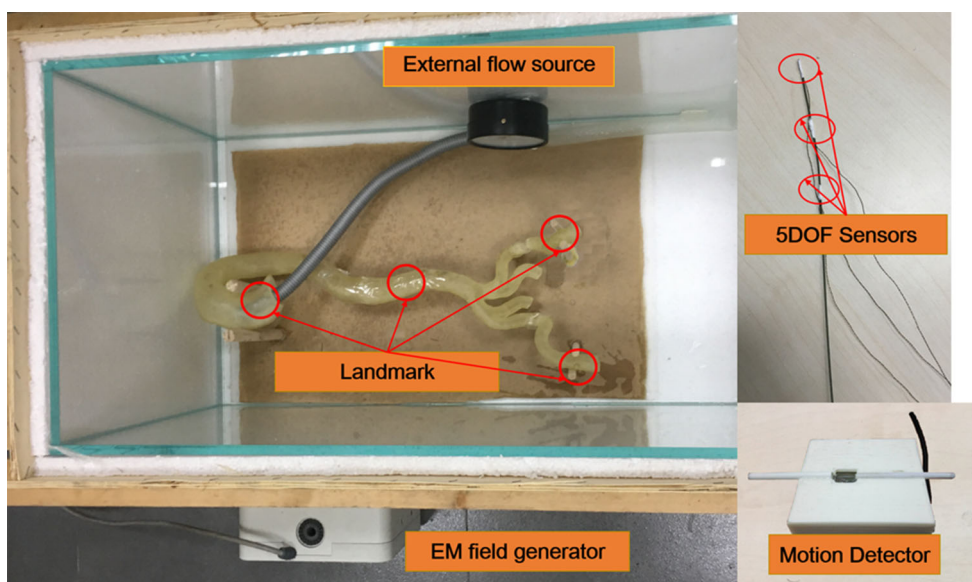 External flow source
5DOF Sensors
Landmark
EM field generator
Motion Detector